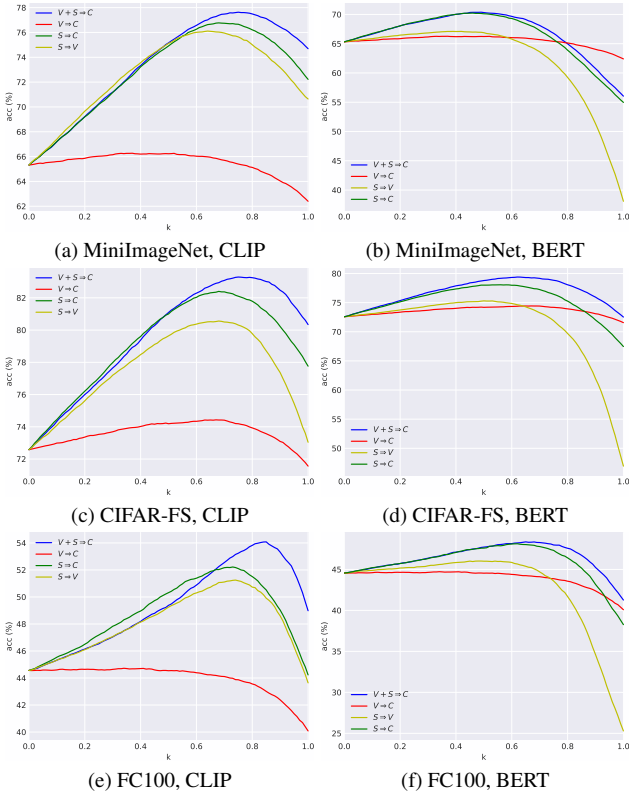 78
76
74
72
70
68
66
64
62
acc (%)
0.0 0.2 0.4 0.6 0.8 1.0
k
V + S ⇒ C
V ⇒ C
S ⇒ C
S ⇒ V
(a) MiniImageNet, CLIP
70
65
60
55
50
45
40
acc (%)
0.0 0.2 0.4 0.6 0.8 1.0
k
V + S ⇒ C
V ⇒ C
S ⇒ V
S ⇒ C
(b) MiniImageNet, BERT
82
80
78
76
74
72
acc (%)
0.0 0.2 0.4 0.6 0.8 1.0
k
V + S ⇒ C
V ⇒ C
S ⇒ C
S ⇒ V
(c) CIFAR-FS, CLIP
80
75
70
65
60
55
50
acc (%)
0.0 0.2 0.4 0.6 0.8 1.0
k
V + S ⇒ C
V ⇒ C
S ⇒ V
S ⇒ C
(d) CIFAR-FS, BERT
54
52
50
48
46
44
42
40
acc (%)
0.0 0.2 0.4 0.6 0.8 1.0
k
V + S ⇒ C
V ⇒ C
S ⇒ C
S ⇒ V
(e) FC100, CLIP
45
40
35
30
25
acc (%)
0.0 0.2 0.4 0.6 0.8 1.0
k
V + S ⇒ C
V ⇒ C
S ⇒ V
S ⇒ C
(f) FC100, BERT